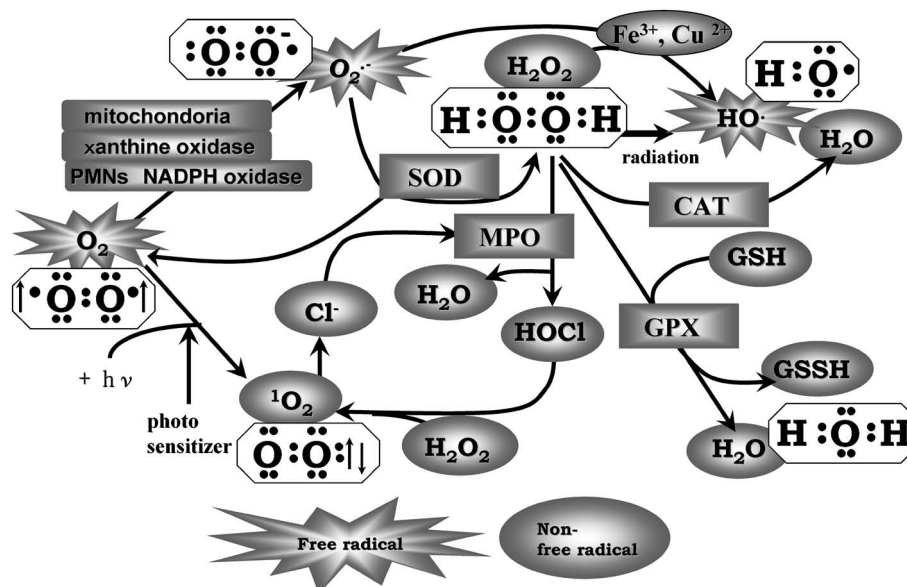 Fe³⁺, Cu ²⁺
:O:O⁻•
O₂•⁻
H₂O₂
H:O•
mitochondoria
H:O:O:H
HO·
xanthine oxidase
radiation
H₂O
PMNs NADPH oxidase
SOD
CAT
O₂
MPO
GSH
↑•O:O•↑
H₂O
Cl⁻
HOCl
GPX
+ hν
GSSH
¹O₂
photo
sensitizer
O:O:↑↓
H₂O₂
H₂O
H:O:H
Free radical
Non-
free radical